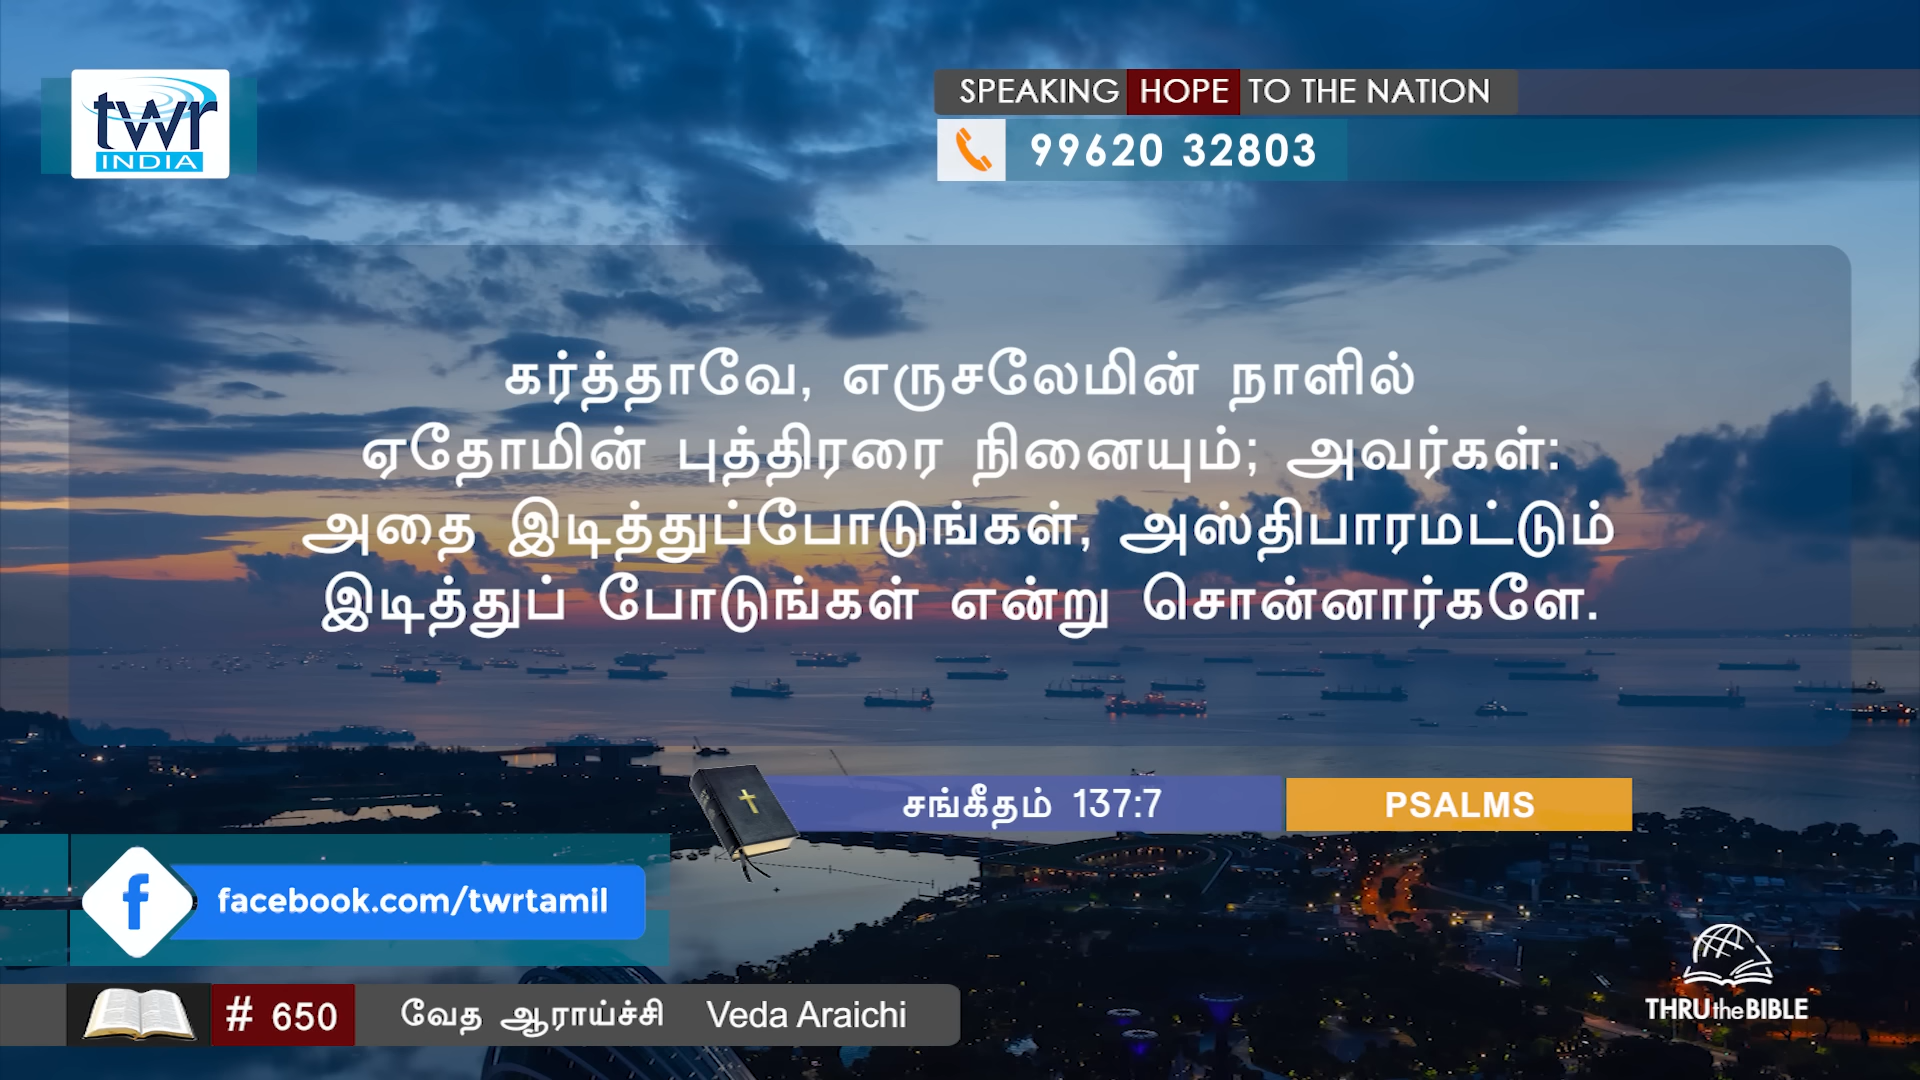 twr
INDIA
SPEAKING HOPE TO THE NATION
99620 32803
கர்த்தாவே, எருசலேமின் நாளில்
ஏதோமின் புத்திரரை நினையும்; அவர்கள்:
அதை இடித்துப்போடுங்கள், அஸ்திபாரமட்டும்
இடித்துப் போடுங்கள் என்று சொன்னார்களே.
சங்கீதம் 137:7
PSALMS
facebook.com/twrtamil
# 650 வேத ஆராய்ச்சி Veda Araichi
THRU the BIBLE